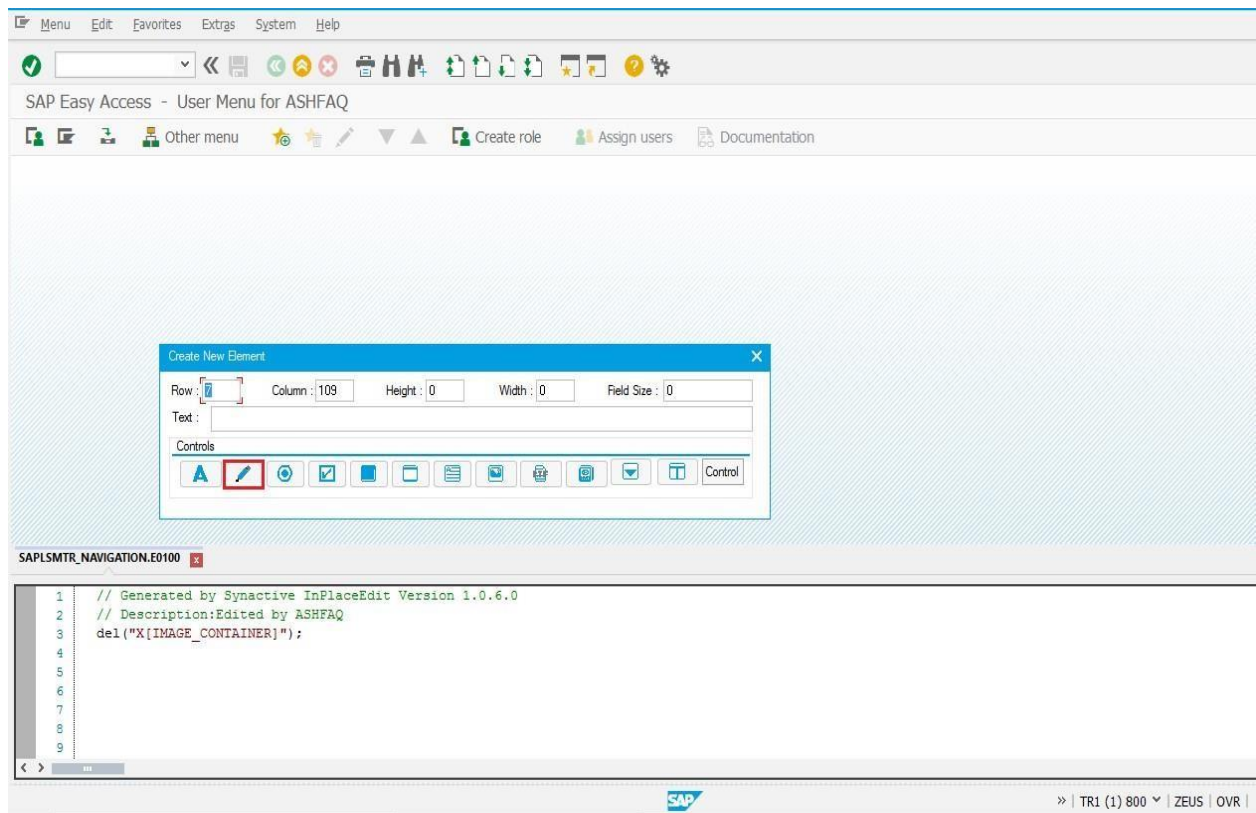 Menu Edit Favorites Extras System Help
SAP Easy Access - User Menu for ASHFAQ
Other menu Create role Assign users Documentation
Create New Element
Row : 7 Column : 109 Height : 0 Width : 0 Field Size : 0
Text :
Controls
A Control
SAPLSMTR_NAVIGATION.E0100 x
1 // Generated by Synactive InPlaceEdit Version 1.0.6.0
2 // Description:Edited by ASHFAQ
3 del("X[IMAGE_CONTAINER]");
4
5
6
7
8
9
SAP » | TR1 (1) 800 | ZEUS | OVR |